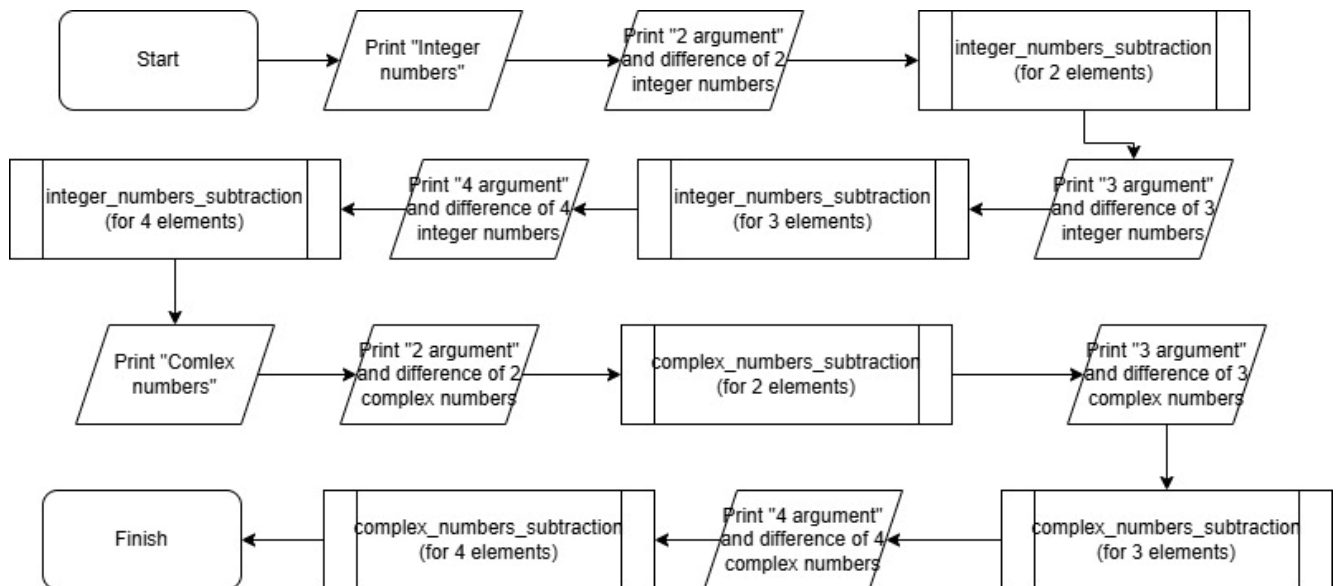 Start
Print "Integer
numbers"
Print "2 argument"
and difference of 2
integer numbers
integer_numbers_subtraction
(for 2 elements)
Print "3 argument"
and difference of 3
integer numbers
integer_numbers_subtraction
(for 3 elements)
Print "4 argument"
and difference of 4
integer numbers
integer_numbers_subtraction
(for 4 elements)
Print "Comlex
numbers"
Print "2 argument"
and difference of 2
complex numbers
complex_numbers_subtraction
(for 2 elements)
Print "3 argument"
and difference of 3
complex numbers
complex_numbers_subtraction
(for 3 elements)
Print "4 argument"
and difference of 4
complex numbers
complex_numbers_subtraction
(for 4 elements)
Finish